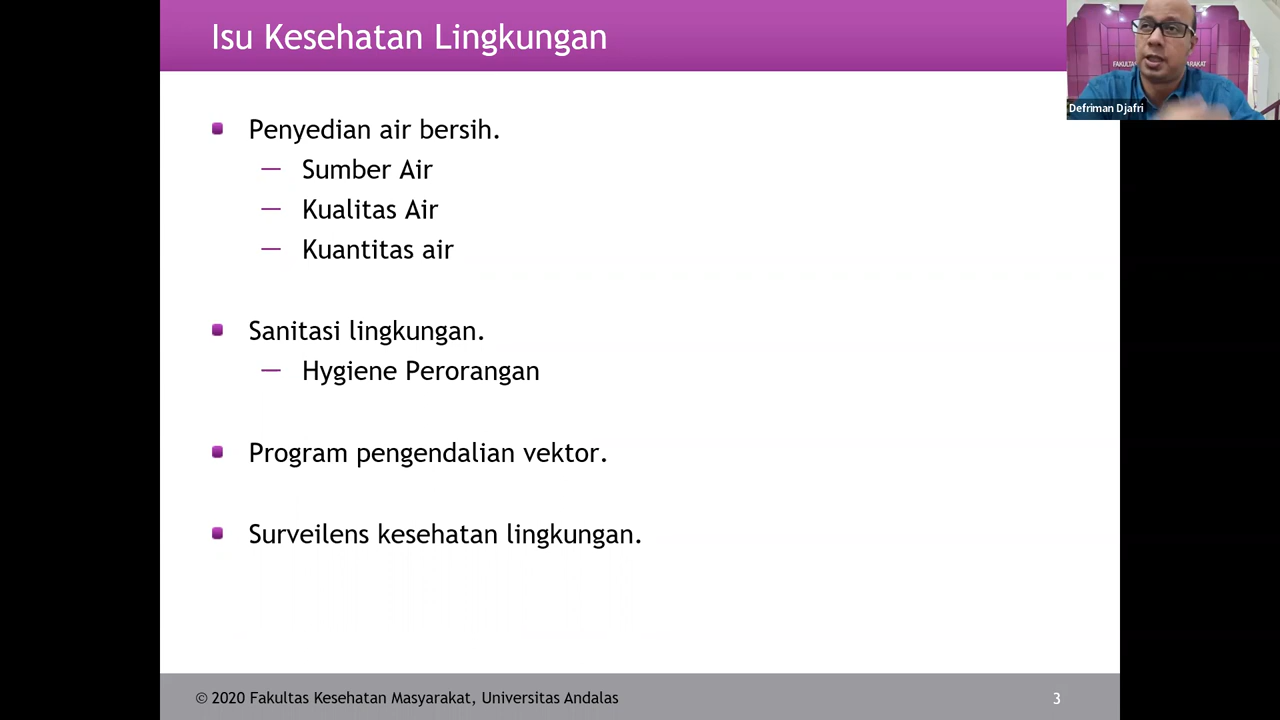 Isu Kesehatan Lingkungan
Penyedian air bersih.
— Sumber Air
— Kualitas Air
— Kuantitas air
Sanitasi lingkungan.
— Hygiene Perorangan
Program pengendalian vektor.
Surveilens kesehatan lingkungan.
© 2020 Fakultas Kesehatan Masyarakat, Universitas Andalas
3
Defriman Djafri